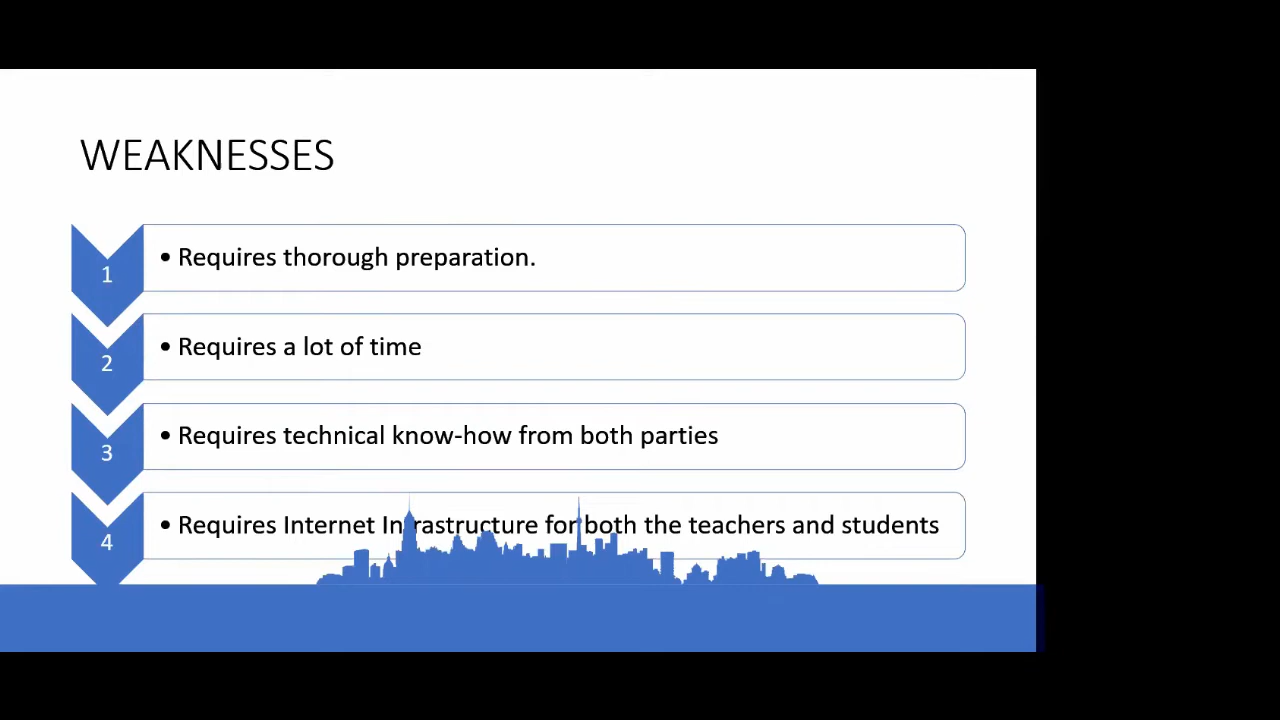 WEAKNESSES
1
• Requires thorough preparation.
2
• Requires a lot of time
3
• Requires technical know-how from both parties
4
• Requires Internet Infrastructure for both the teachers and students